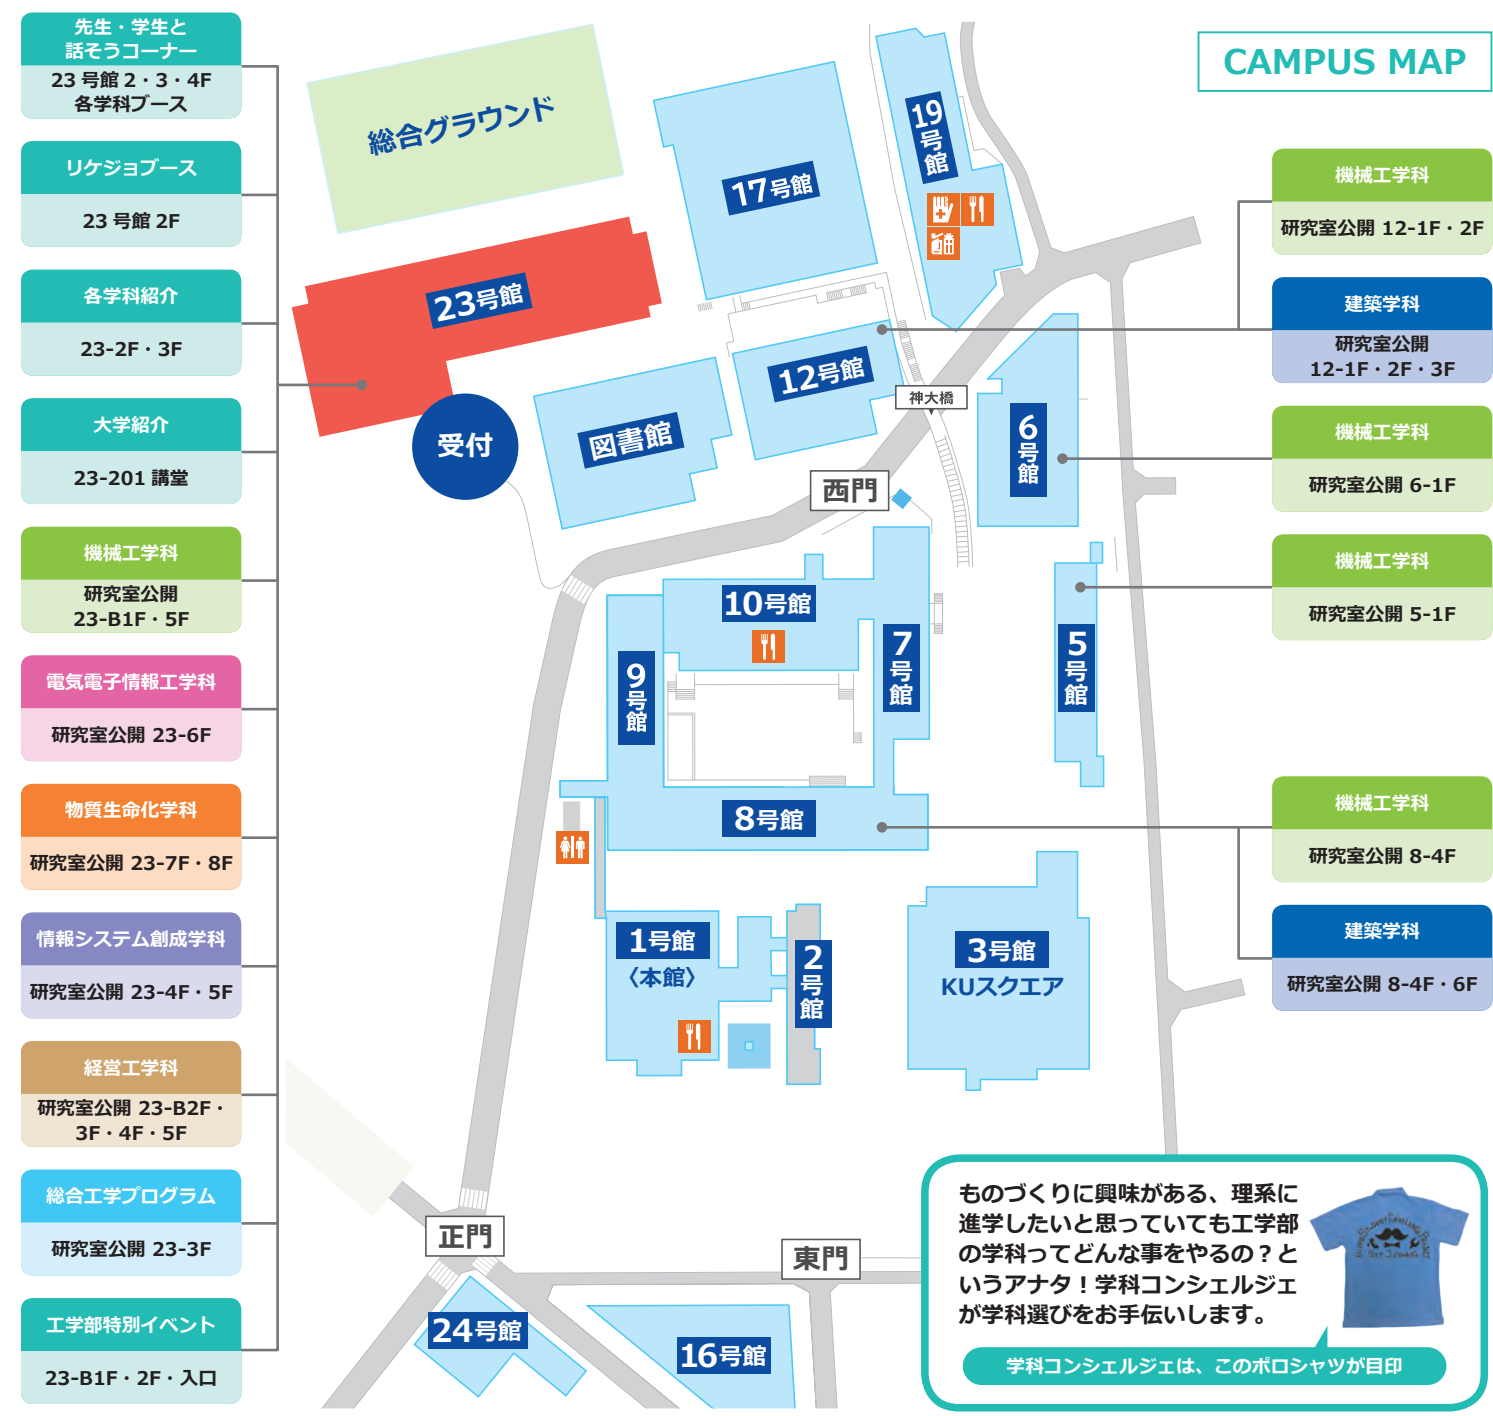 CAMPUS MAP
先生・学生と
話そうコーナー
23 号館 2・3・4F
各学科ブース
リケジョブース
23 号館 2F
各学科紹介
23-2F・3F
大学紹介
23-201 講堂
機械工学科
研究室公開
23-B1F・5F
電気電子情報工学科
研究室公開 23-6F
物質生命化学科
研究室公開 23-7F・8F
情報システム創成学科
研究室公開 23-4F・5F
経営工学科
研究室公開 23-B2F・
3F・4F・5F
総合工学プログラム
研究室公開 23-3F
工学部特別イベント
23-B1F・2F・入口
総合グラウンド
17号館
19号館
23号館
12号館
図書館
受付
神大橋
6号館
西門
10号館
7号館
9号館
5号館
8号館
1号館
〈本館〉
2号館
3号館
KUスクエア
正門
東門
24号館
16号館
機械工学科
研究室公開 12-1F・2F
建築学科
研究室公開
12-1F・2F・3F
機械工学科
研究室公開 6-1F
機械工学科
研究室公開 5-1F
機械工学科
研究室公開 8-4F
建築学科
研究室公開 8-4F・6F
ものづくりに興味がある、理系に
進学したいと思っていても工学部
の学科ってどんな事をやるの？と
いうアナタ！学科コンシェルジェ
が学科選びをお手伝いします。
学科コンシェルジェは、このポロシャツが目印